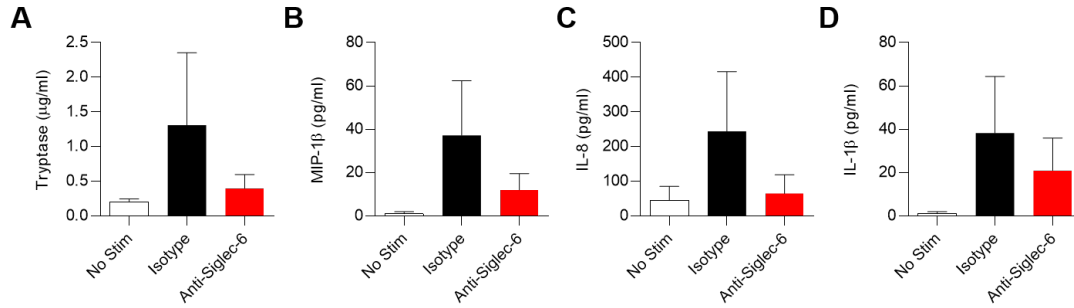 A
B
C
D
Tryptase (μg/ml)
2.5
2.0
1.5
1.0
0.5
0.0
No Stim
Isotype
Anti-Siglec-6
MIP-1β (pg/ml)
80
60
40
20
0
No Stim
Isotype
Anti-Siglec-6
IL-8 (pg/ml)
500
400
300
200
100
0
No Stim
Isotype
Anti-Siglec-6
IL-1β (pg/ml)
80
60
40
20
0
No Stim
Isotype
Anti-Siglec-6